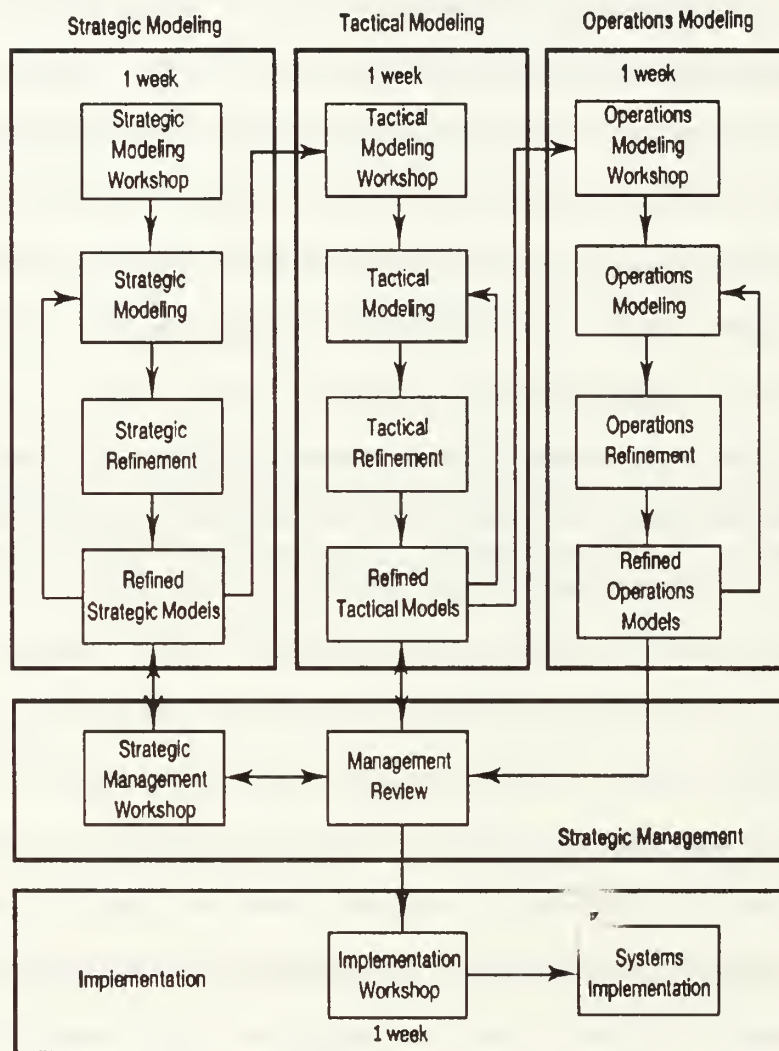 Strategic Modeling
Tactical Modeling
Operations Modeling
1 week
Strategic
Modeling
Workshop
Strategic
Modeling
Strategic
Refinement
Refined
Strategic Models
1 week
Tactical
Modeling
Workshop
Tactical
Modeling
Tactical
Refinement
Refined
Tactical Models
1 week
Operations
Modeling
Workshop
Operations
Modeling
Operations
Refinement
Refined
Operations
Models
Strategic
Management
Workshop
Management
Review
Strategic Management
Implementation
Implementation
Workshop
1 week
Systems
Implementation